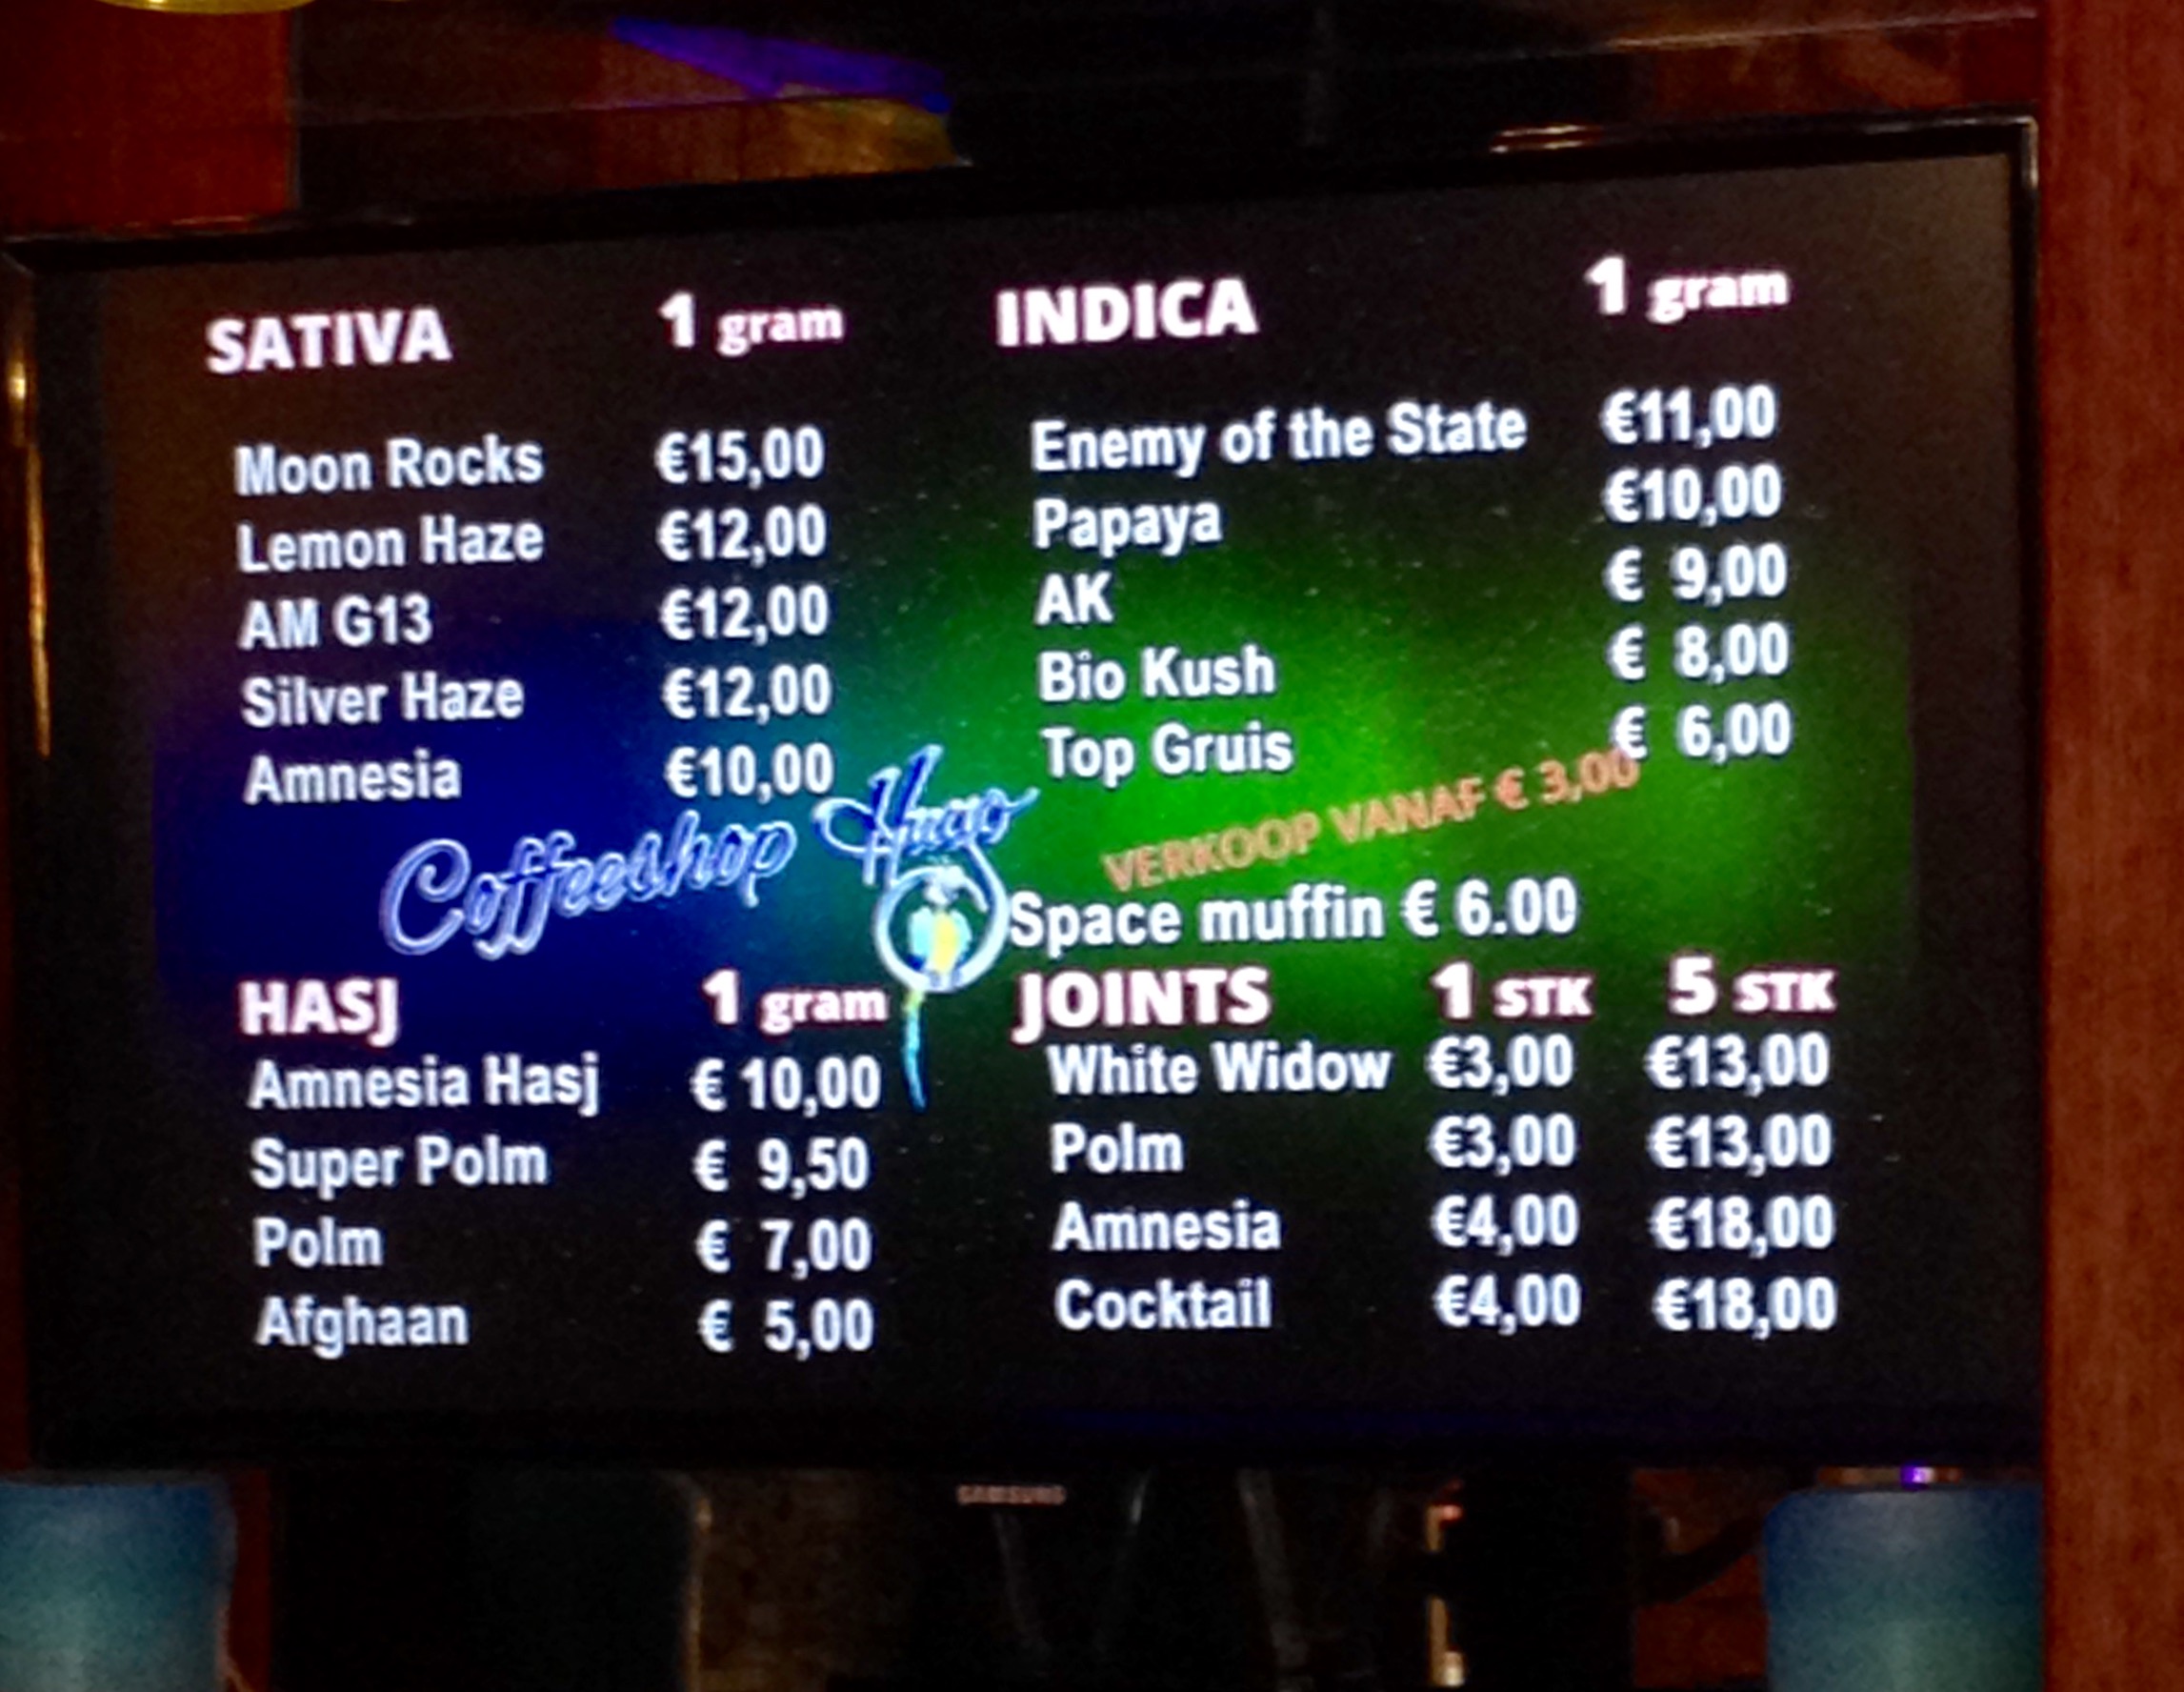 SATIVA 1 gram
Moon Rocks €15,00
Lemon Haze €12,00
AM G13 €12,00
Silver Haze €12,00
Amnesia €10,00
INDICA 1 gram
Enemy of the State €11,00
Papaya €10,00
AK € 9,00
Bio Kush € 8,00
Top Gruis € 6,00
VERKOOP VANAF € 3,00
Coffeeshop
Space muffin € 6.00
HASJ 1 gram
Amnesia Hasj € 10,00
Super Polm € 9,50
Polm € 7,00
Afghaan € 5,00
JOINTS 1 STK 5 STK
White Widow €3,00 €13,00
Polm €3,00 €13,00
Amnesia €4,00 €18,00
Cocktail €4,00 €18,00
SAMSUNG